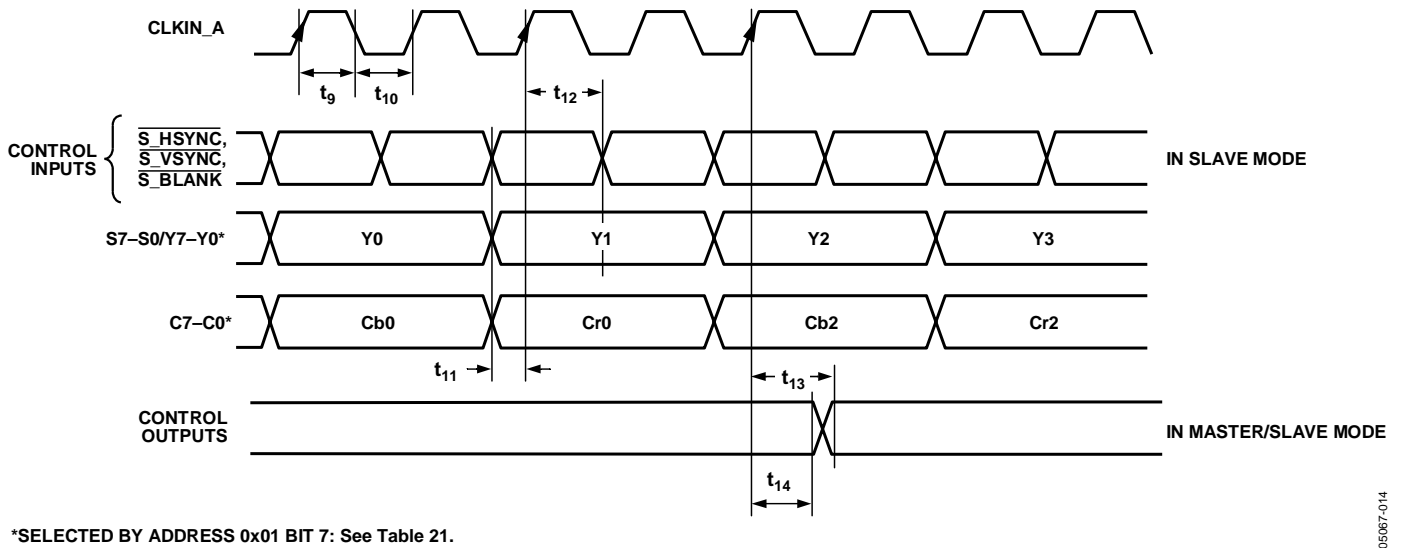 CLKIN_A
t9
t10
t12
CONTROL
INPUTS
S_HSYNC,
S_VSYNC,
S_BLANK
IN SLAVE MODE
S7–S0/Y7–Y0*
Y0
Y1
Y2
Y3
C7–C0*
Cb0
Cr0
Cb2
Cr2
t11
t13
CONTROL
OUTPUTS
IN MASTER/SLAVE MODE
t14
*SELECTED BY ADDRESS 0x01 BIT 7: See Table 21.
05067-014